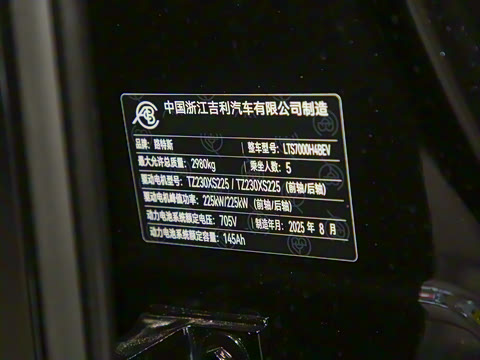 中国浙江吉利汽车有限公司制造
品牌：路特斯 整车型号：LTS7000H4BEV
最大允许总质量：2980kg 乘坐人数：5
驱动电机型号：TZ230XS225 / TZ230XS225（前轴/后轴）
驱动电机峰值功率：225kW/225kW（前轴/后轴）
动力电池系统额定电压：705V 制造年月：2025 年 8 月
动力电池系统额定容量：145Ah